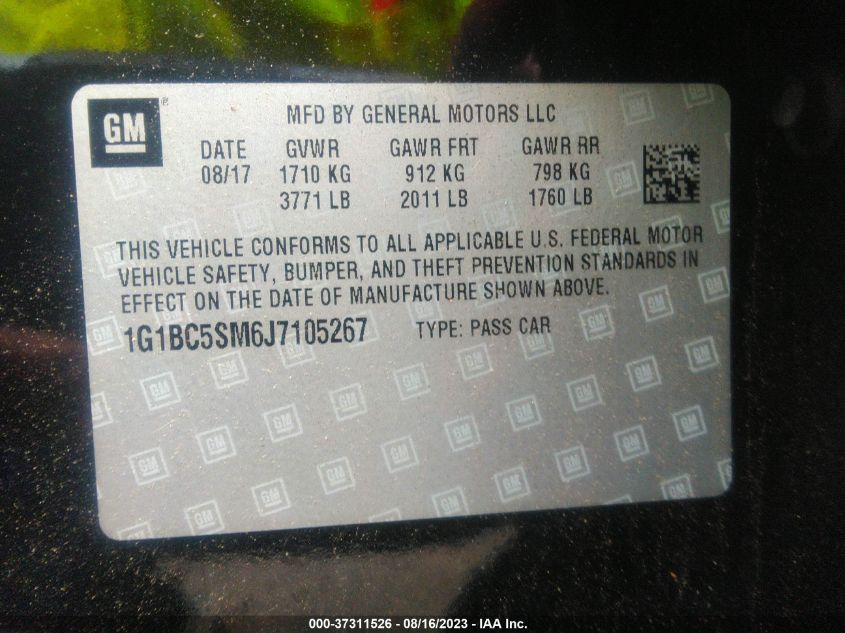 GM ®
MFD BY GENERAL MOTORS LLC
DATE GVWR GAWR FRT GAWR RR
08/17 1710 KG 912 KG 798 KG
3771 LB 2011 LB 1760 LB
THIS VEHICLE CONFORMS TO ALL APPLICABLE U.S. FEDERAL MOTOR
VEHICLE SAFETY, BUMPER, AND THEFT PREVENTION STANDARDS IN
EFFECT ON THE DATE OF MANUFACTURE SHOWN ABOVE.
1G1BC5SM6J7105267 TYPE: PASS CAR
000-37311526 - 08/16/2023 - IAA Inc.